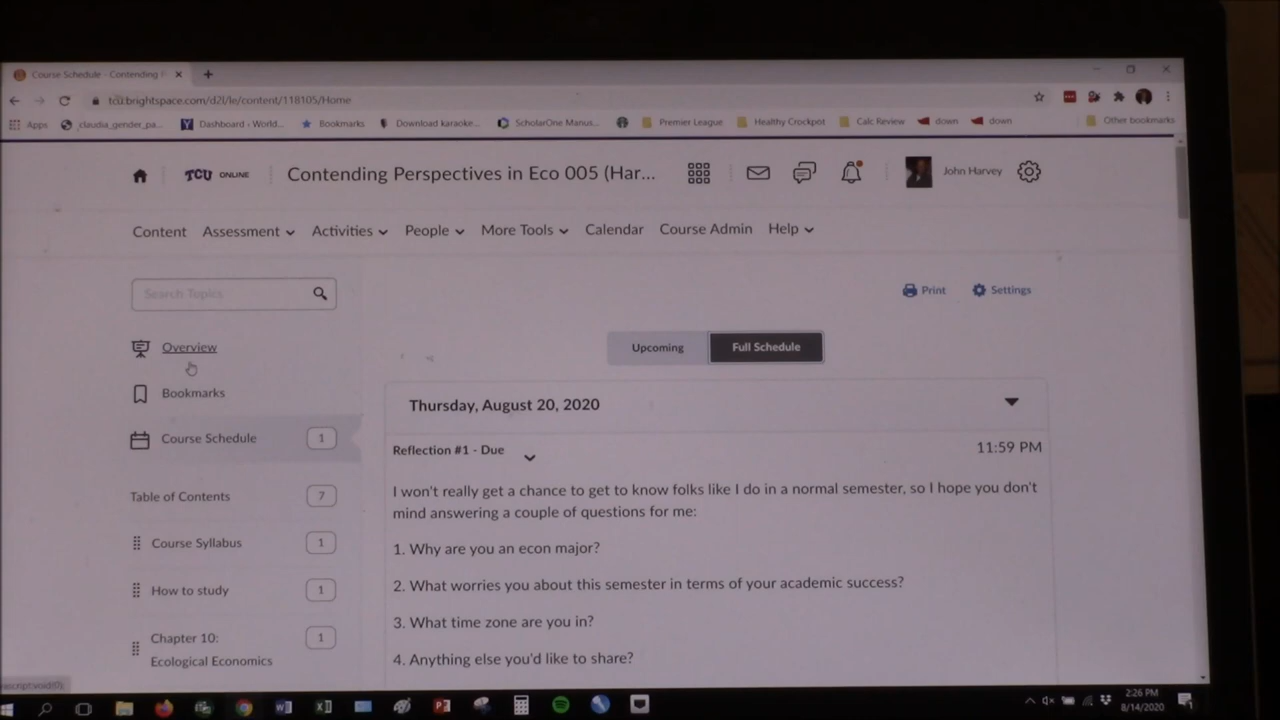 Course Schedule - Contending P
tcu.brightspace.com/d2l/le/content/118105/Home
Apps claudia_gender_pa... Dashboard - World... Bookmarks Download karaoke... ScholarOne Manus... Premier League Healthy Crockpot Calc Review down down Other bookmarks
TCU ONLINE Contending Perspectives in Eco 005 (Har... John Harvey
Content Assessment Activities People More Tools Calendar Course Admin Help
Search Topics
Print Settings
Overview
Upcoming Full Schedule
Bookmarks
Thursday, August 20, 2020
Course Schedule 1
Reflection #1 - Due 11:59 PM
Table of Contents 7
I won't really get a chance to get to know folks like I do in a normal semester, so I hope you don't
mind answering a couple of questions for me:
Course Syllabus 1
1. Why are you an econ major?
How to study 1
2. What worries you about this semester in terms of your academic success?
3. What time zone are you in?
Chapter 10: 1
Ecological Economics
4. Anything else you'd like to share?
2:26 PM
8/14/2020